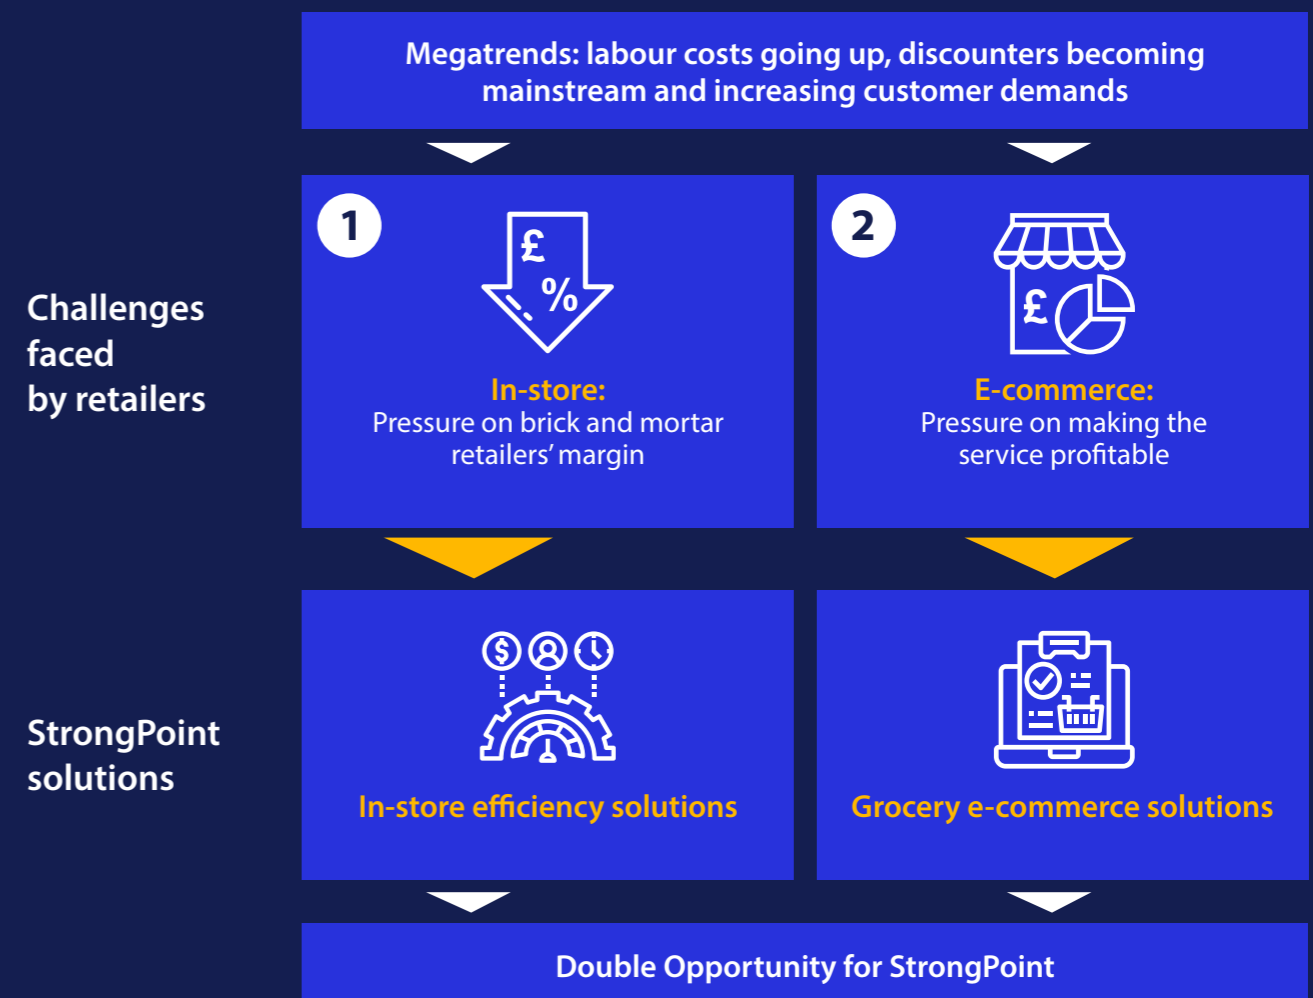 Megatrends: labour costs going up, discounters becoming
mainstream and increasing customer demands
Challenges
faced
by retailers
1
£
%
In-store:
Pressure on brick and mortar
retailers’ margin
2
£
E-commerce:
Pressure on making the
service profitable
StrongPoint
solutions
$
In-store efficiency solutions
Grocery e-commerce solutions
Double Opportunity for StrongPoint